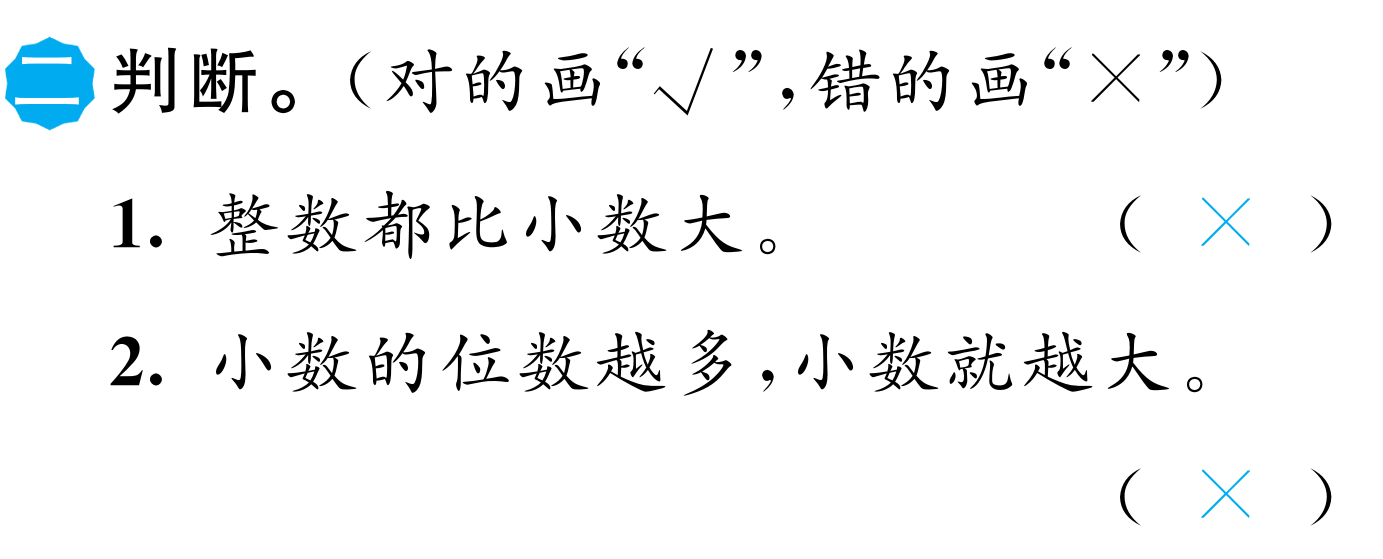 二 判断。(对的画“√”,错的画“×”)
1. 整数都比小数大。 ( × )
2. 小数的位数越多,小数就越大。
( × )